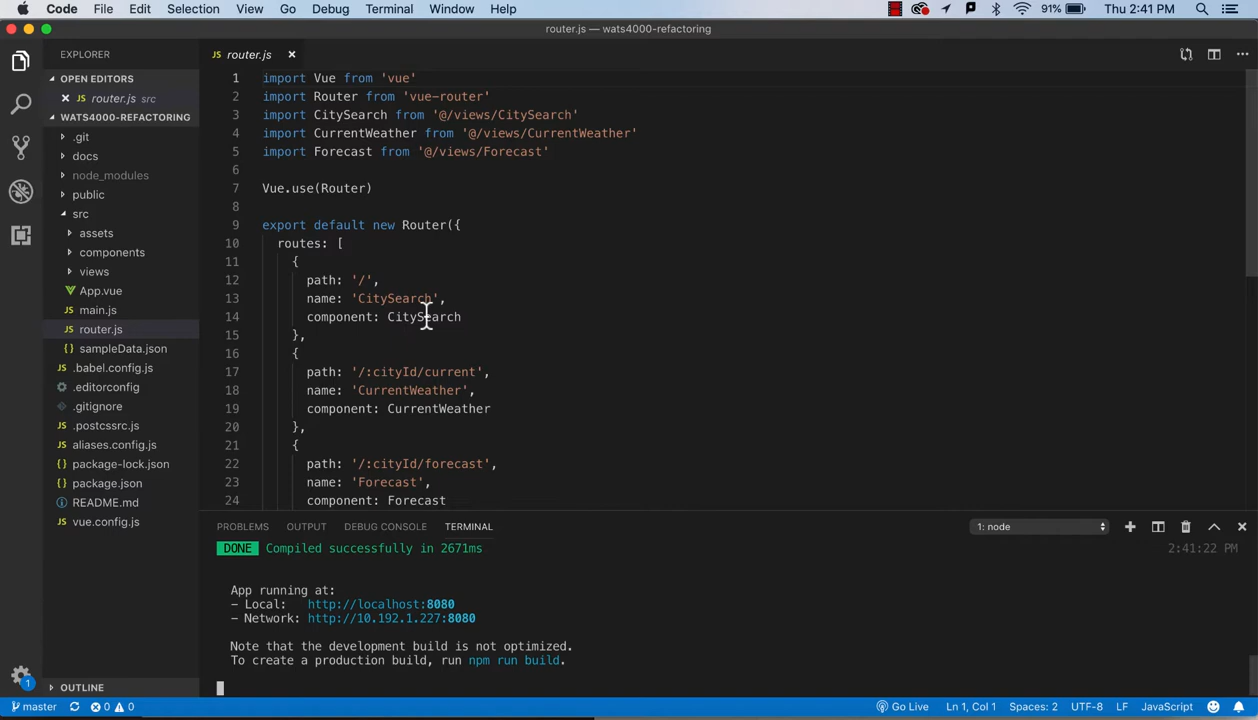 Code File Edit Selection View Go Debug Terminal Window Help 91% Thu 2:41 PM
router.js — wats4000-refactoring
EXPLORER
OPEN EDITORS
router.js src
WATS4000-REFACTORING
.git
docs
node_modules
public
src
assets
components
views
App.vue
main.js
router.js
sampleData.json
.babel.config.js
.editorconfig
.gitignore
.postcssrc.js
aliases.config.js
package-lock.json
package.json
README.md
vue.config.js
OUTLINE
JS router.js
1 import Vue from 'vue'
2 import Router from 'vue-router'
3 import CitySearch from '@/views/CitySearch'
4 import CurrentWeather from '@/views/CurrentWeather'
5 import Forecast from '@/views/Forecast'
6
7 Vue.use(Router)
8
9 export default new Router({
10 routes: [
11 {
12 path: '/',
13 name: 'CitySearch',
14 component: CitySearch
15 },
16 {
17 path: '/:cityId/current',
18 name: 'CurrentWeather',
19 component: CurrentWeather
20 },
21 {
22 path: '/:cityId/forecast',
23 name: 'Forecast',
24 component: Forecast
PROBLEMS OUTPUT DEBUG CONSOLE TERMINAL 1: node
DONE Compiled successfully in 2671ms 2:41:22 PM
App running at:
- Local: http://localhost:8080
- Network: http://10.192.1.227:8080
Note that the development build is not optimized.
To create a production build, run npm run build.
master 0 0 Go Live Ln 1, Col 1 Spaces: 2 UTF-8 LF JavaScript